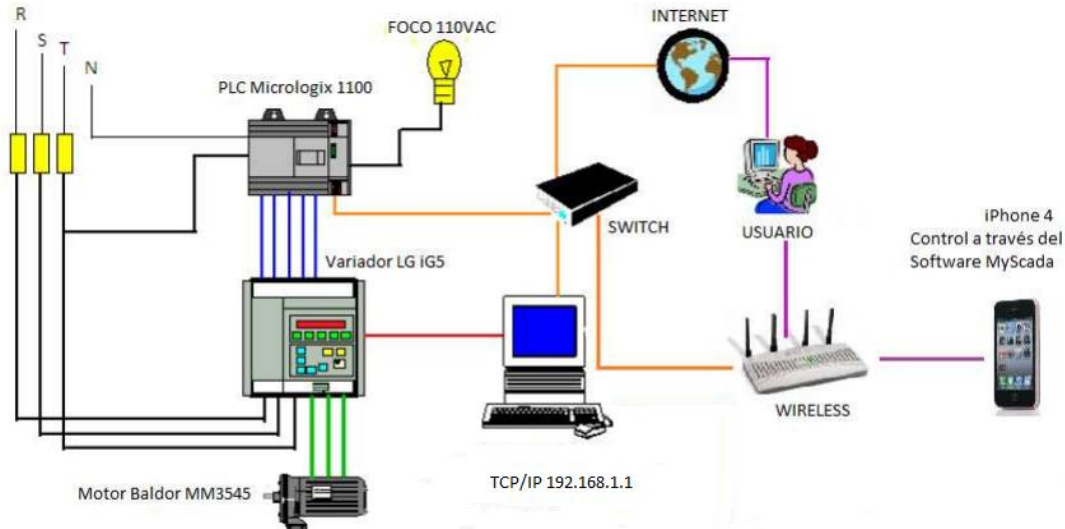 R
S
T
N
FOCO 110VAC
INTERNET
PLC Micrologix 1100
SWITCH
USUARIO
iPhone 4
Control a través del
Software MyScada
Variador LG iG5
WIRELESS
Motor Baldor MM3545
TCP/IP 192.168.1.1